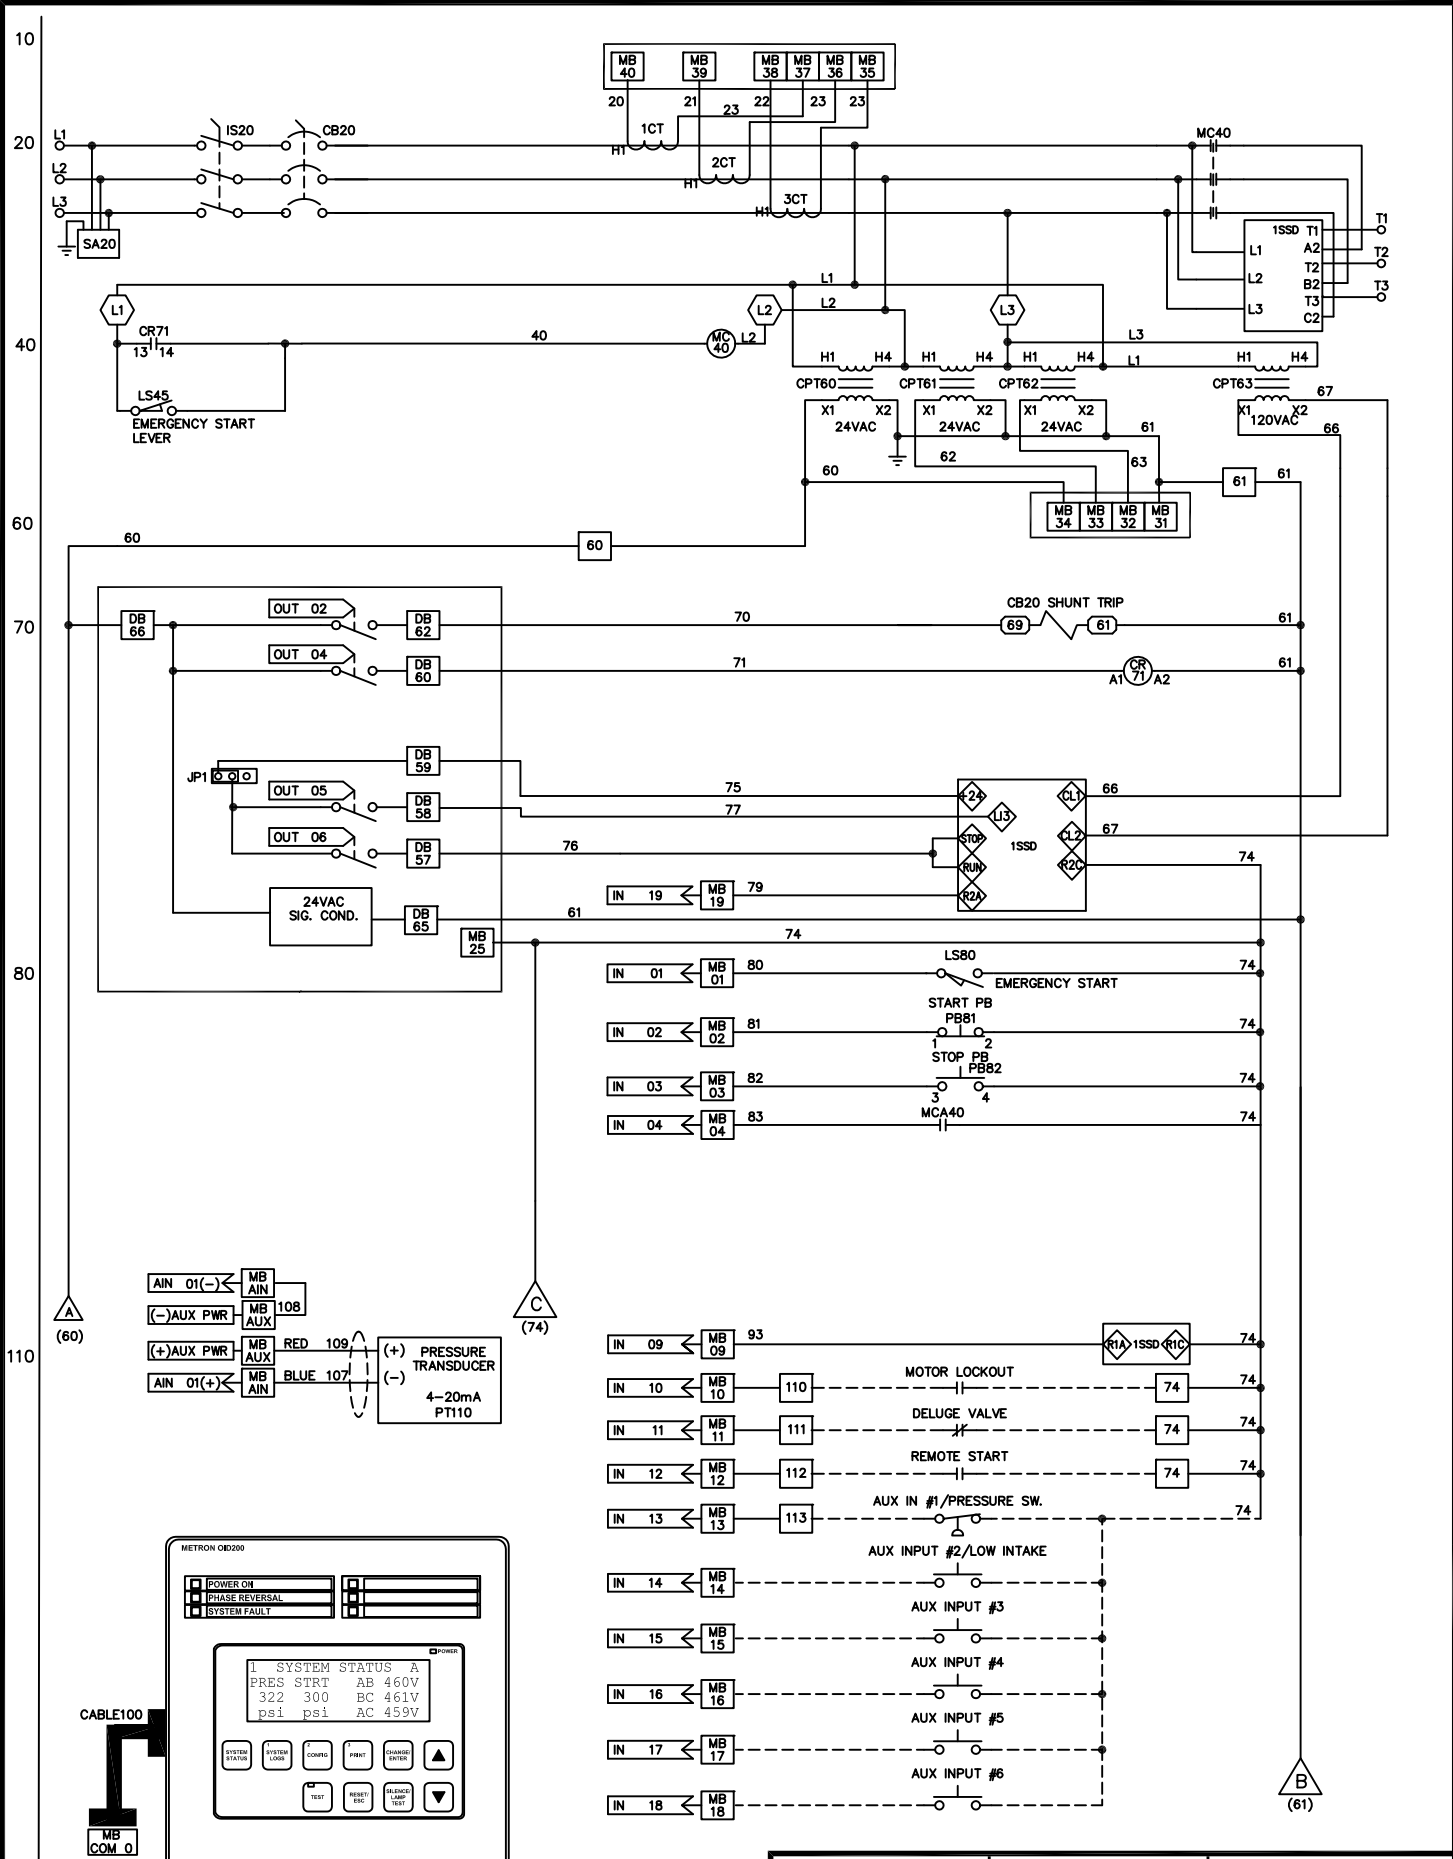 10
MB 40
MB 39
MB 38
MB 37
MB 36
MB 35
20 21 23 22 23 23
20
L1 IS20 CB20 1CT H1 MC40
L2 2CT H1
L3 3CT H1
SA20
1SSD T1 T1
L1 A2
T2 T2
L2 B2
T3 T3
L3 C2
L1
L1 L2 L2 L3
40
CR71
13 14
40
MC 40
L2
L3
L1
H1 H4 H1 H4 H1 H4 H1 H4
CPT60 CPT61 CPT62 CPT63
LS45
EMERGENCY START
LEVER
X1 X2 X1 X2 X1 X2 X1 X2
24VAC 24VAC 24VAC 120VAC
67
66
61
60 62 63 61 61
MB 34
MB 33
MB 32
MB 31
60
60 60
70
DB 66
OUT 02
DB 62
70
CB20 SHUNT TRIP
69 61
61
OUT 04
DB 60
71
CR 71
A1 A2
61
JP1
DB 59
75
+24 CL1
66
OUT 05
DB 58
77
LI3
OUT 06
DB 57
76
STOP 1SSD CL2
67
RUN R2C
74
IN 19
MB 19
79
R2A
24VAC
SIG. COND.
DB 65
61
MB 25
74
80
IN 01
MB 01
80
LS80
EMERGENCY START
74
START PB
PB81
IN 02
MB 02
81
1 2
74
STOP PB
PB82
IN 03
MB 03
82
3 4
74
MCA40
IN 04
MB 04
83
74
AIN 01(-)
MB AIN
(-)AUX PWR
MB AUX
108
A
(60)
C
(74)
110
(+)AUX PWR
MB AUX
RED 109
(+) PRESSURE
TRANSDUCER
AIN 01(+)
MB AIN
BLUE 107
(-)
4-20mA
PT110
IN 09
MB 09
93
R1A 1SSD R1C
74
MOTOR LOCKOUT
IN 10
MB 10
110
74
74
DELUGE VALVE
IN 11
MB 11
111
74
74
REMOTE START
IN 12
MB 12
112
74
74
AUX IN #1/PRESSURE SW.
IN 13
MB 13
113
74
AUX INPUT #2/LOW INTAKE
IN 14
MB 14
AUX INPUT #3
IN 15
MB 15
AUX INPUT #4
IN 16
MB 16
AUX INPUT #5
IN 17
MB 17
AUX INPUT #6
IN 18
MB 18
B
(61)
METRON OID200
POWER ON
PHASE REVERSAL
SYSTEM FAULT
POWER
1 SYSTEM STATUS A
PRES STRT AB 460V
322 300 BC 461V
psi psi AC 459V
SYSTEM STATUS
1 SYSTEM LOGS
2 CONFIG
3 PRINT
CHANGE/ ENTER
TEST
RESET/ ESC
SILENCE/ LAMP TEST
CABLE100
MB
COM 0